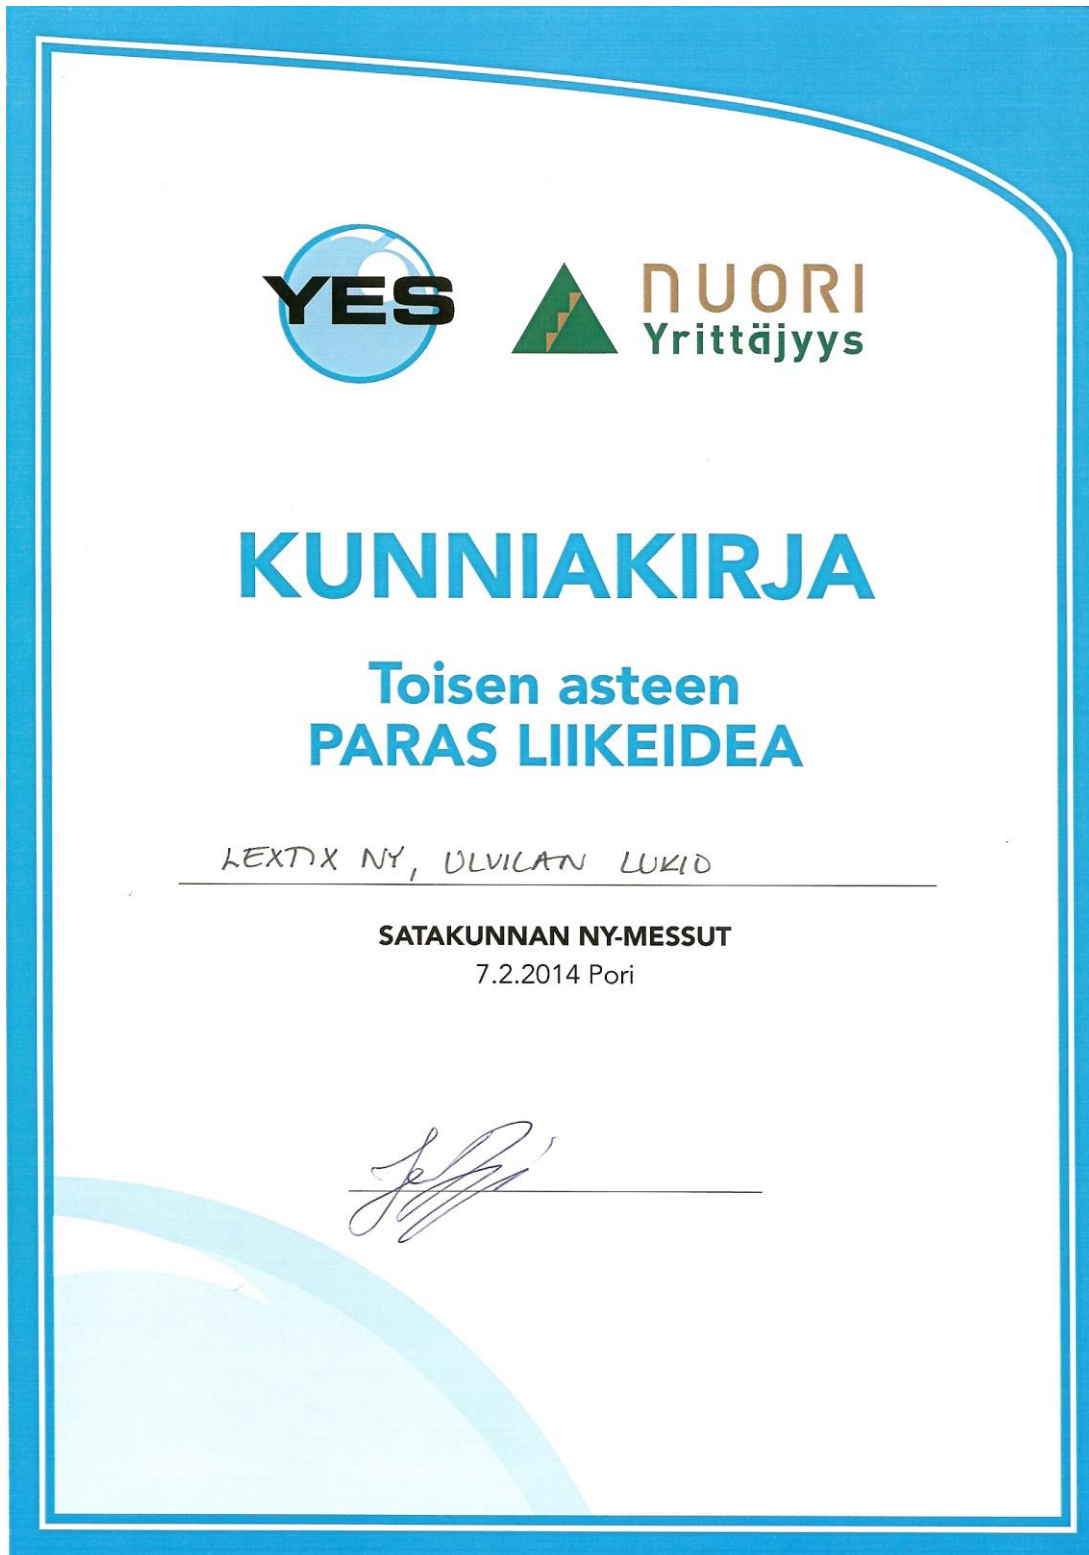 YES
NUORI
Yrittäjyys
KUNNIAKIRJA
Toisen asteen
PARAS LIIKEIDEA
LEXTIX NY, ULVILAN LUKIO
SATAKUNNAN NY-MESSUT
7.2.2014 Pori